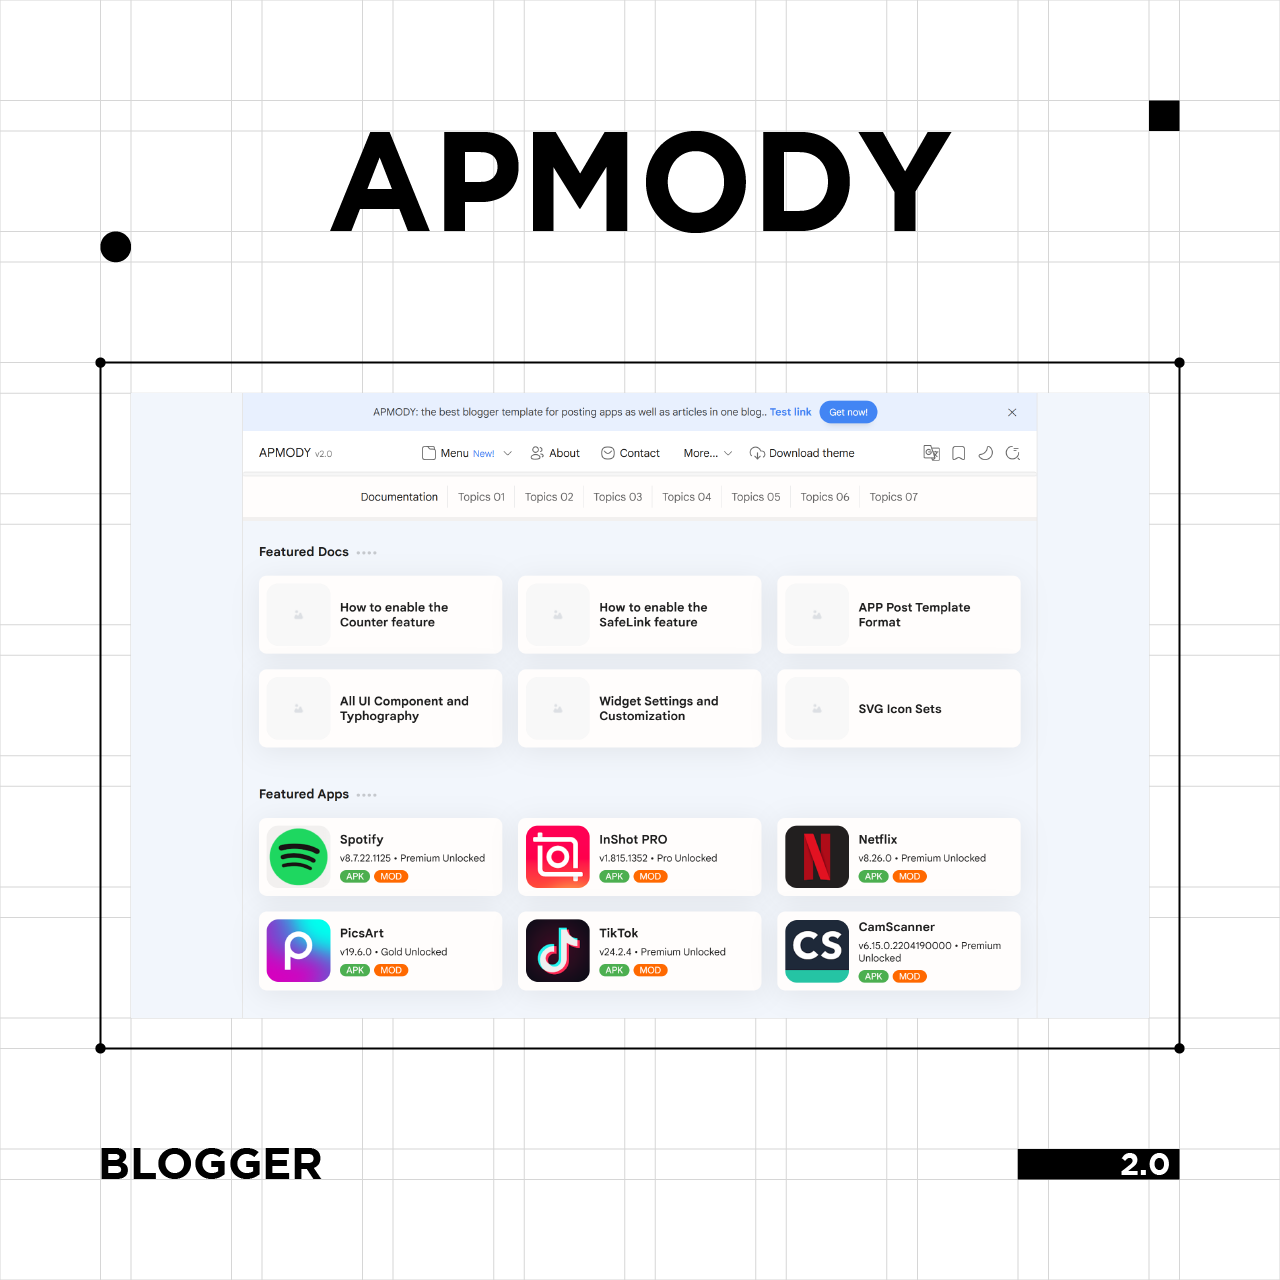 APMODY
APMODY: the best blogger template for posting apps as well as articles in one blog.. Test link Get now!
APMODY v2.0 Menu New! About Contact More... Download theme
Documentation Topics 01 Topics 02 Topics 03 Topics 04 Topics 05 Topics 06 Topics 07
Featured Docs
How to enable the
Counter feature
How to enable the
SafeLink feature
APP Post Template
Format
All UI Component and
Typhography
Widget Settings and
Customization
SVG Icon Sets
Featured Apps
Spotify
v8.7.22.1125 • Premium Unlocked
APK MOD
InShot PRO
v1.815.1352 • Pro Unlocked
APK MOD
N
Netflix
v8.26.0 • Premium Unlocked
APK MOD
P
PicsArt
v19.6.0 • Gold Unlocked
APK MOD
TikTok
v24.2.4 • Premium Unlocked
APK MOD
CS
CamScanner
v6.15.0.2204190000 • Premium
Unlocked
APK MOD
BLOGGER
2.0